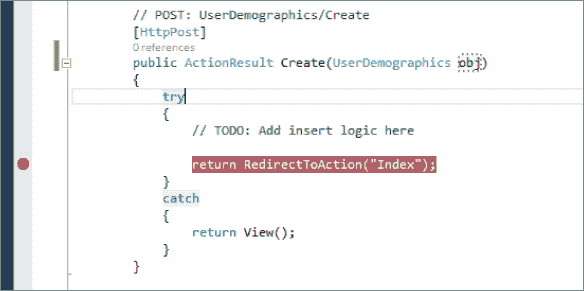 // POST: UserDemographics/Create
[HttpPost]
0 references
public ActionResult Create(UserDemographics obj)
{
try
{
// TODO: Add insert logic here
return RedirectToAction("Index");
}
catch
{
return View();
}
}